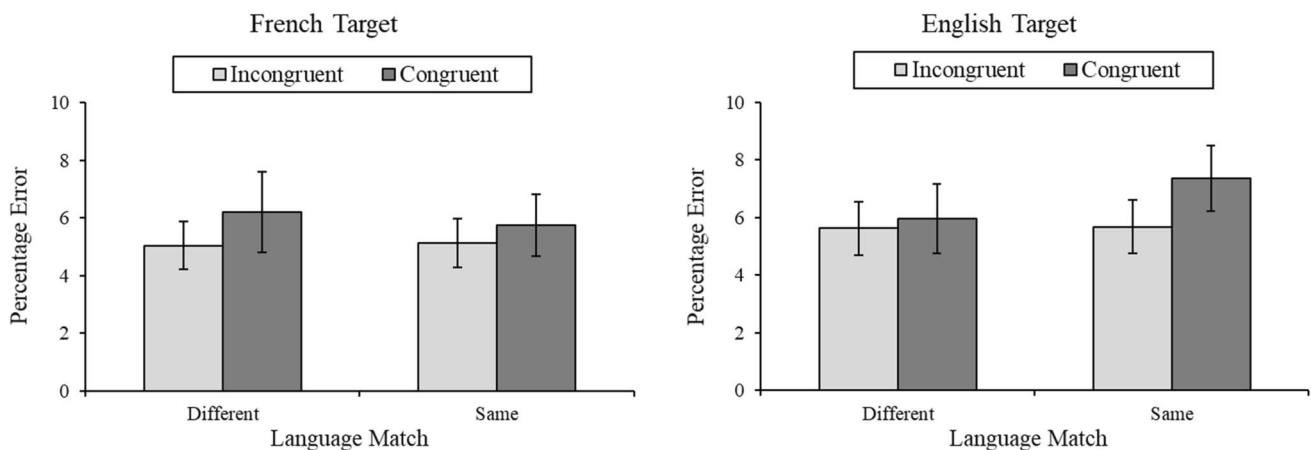 French Target
Incongruent Congruent
10
8
6
4
2
0
Percentage Error
Different Same
Language Match
English Target
Incongruent Congruent
10
8
6
4
2
0
Percentage Error
Different Same
Language Match